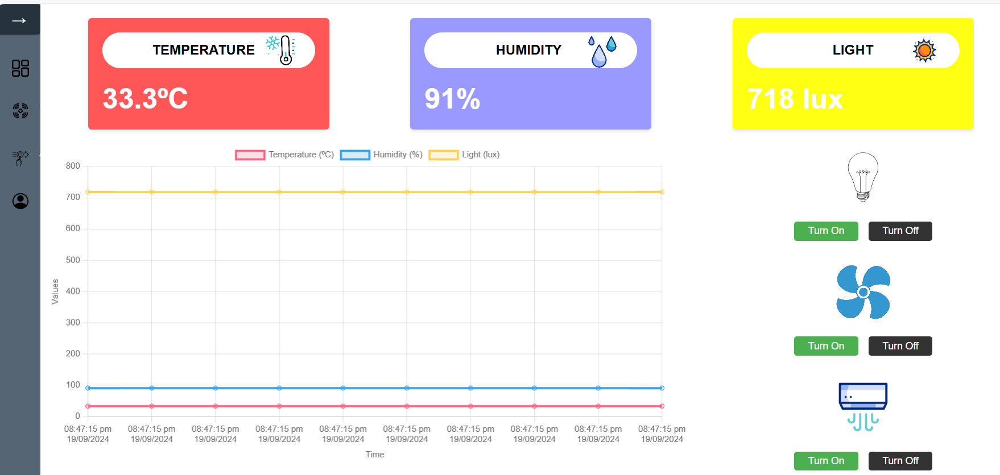 →
TEMPERATURE
33.3ºC
HUMIDITY
91%
LIGHT
718 lux
Temperature (ºC) Humidity (%) Light (lux)
800
700
600
500
400
300
200
100
0
Values
08:47:15 pm 08:47:15 pm 08:47:15 pm 08:47:15 pm 08:47:15 pm 08:47:15 pm 08:47:15 pm 08:47:15 pm 08:47:15 pm 08:47:15 pm
19/09/2024 19/09/2024 19/09/2024 19/09/2024 19/09/2024 19/09/2024 19/09/2024 19/09/2024 19/09/2024 19/09/2024
Time
Turn On Turn Off
Turn On Turn Off
Turn On Turn Off